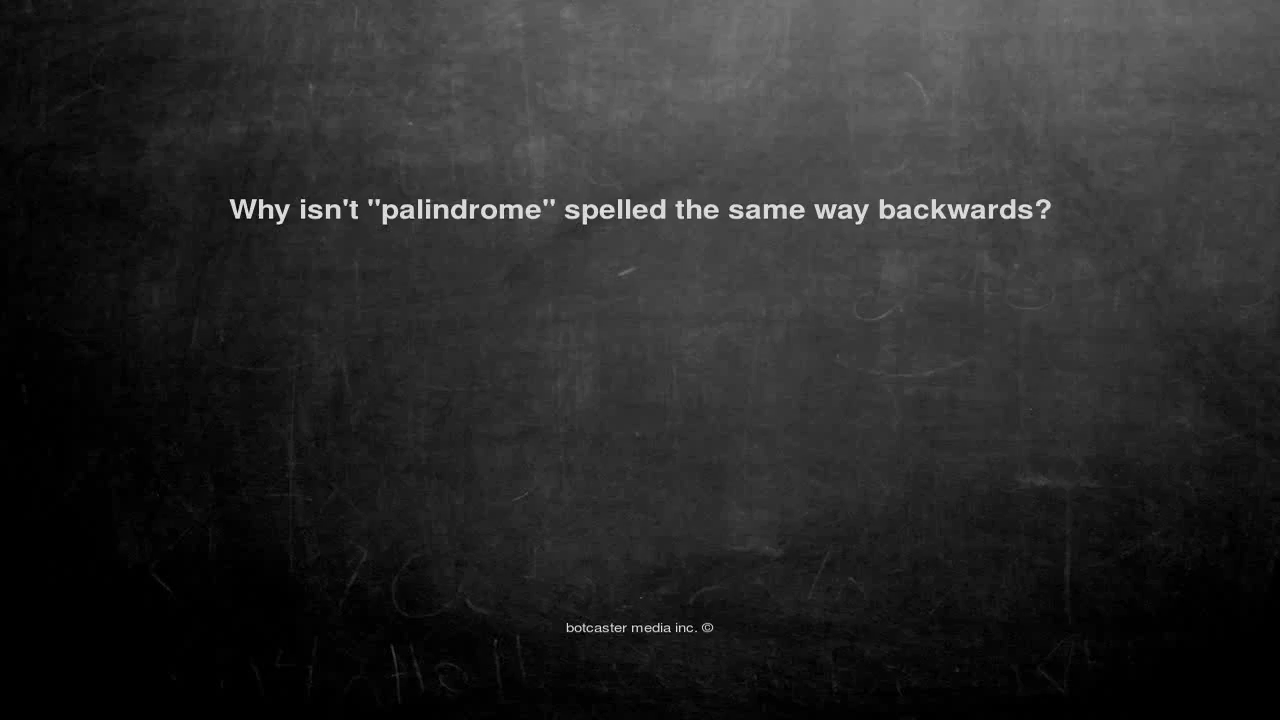 Why isn't "palindrome" spelled the same way backwards?
botcaster media inc. ©